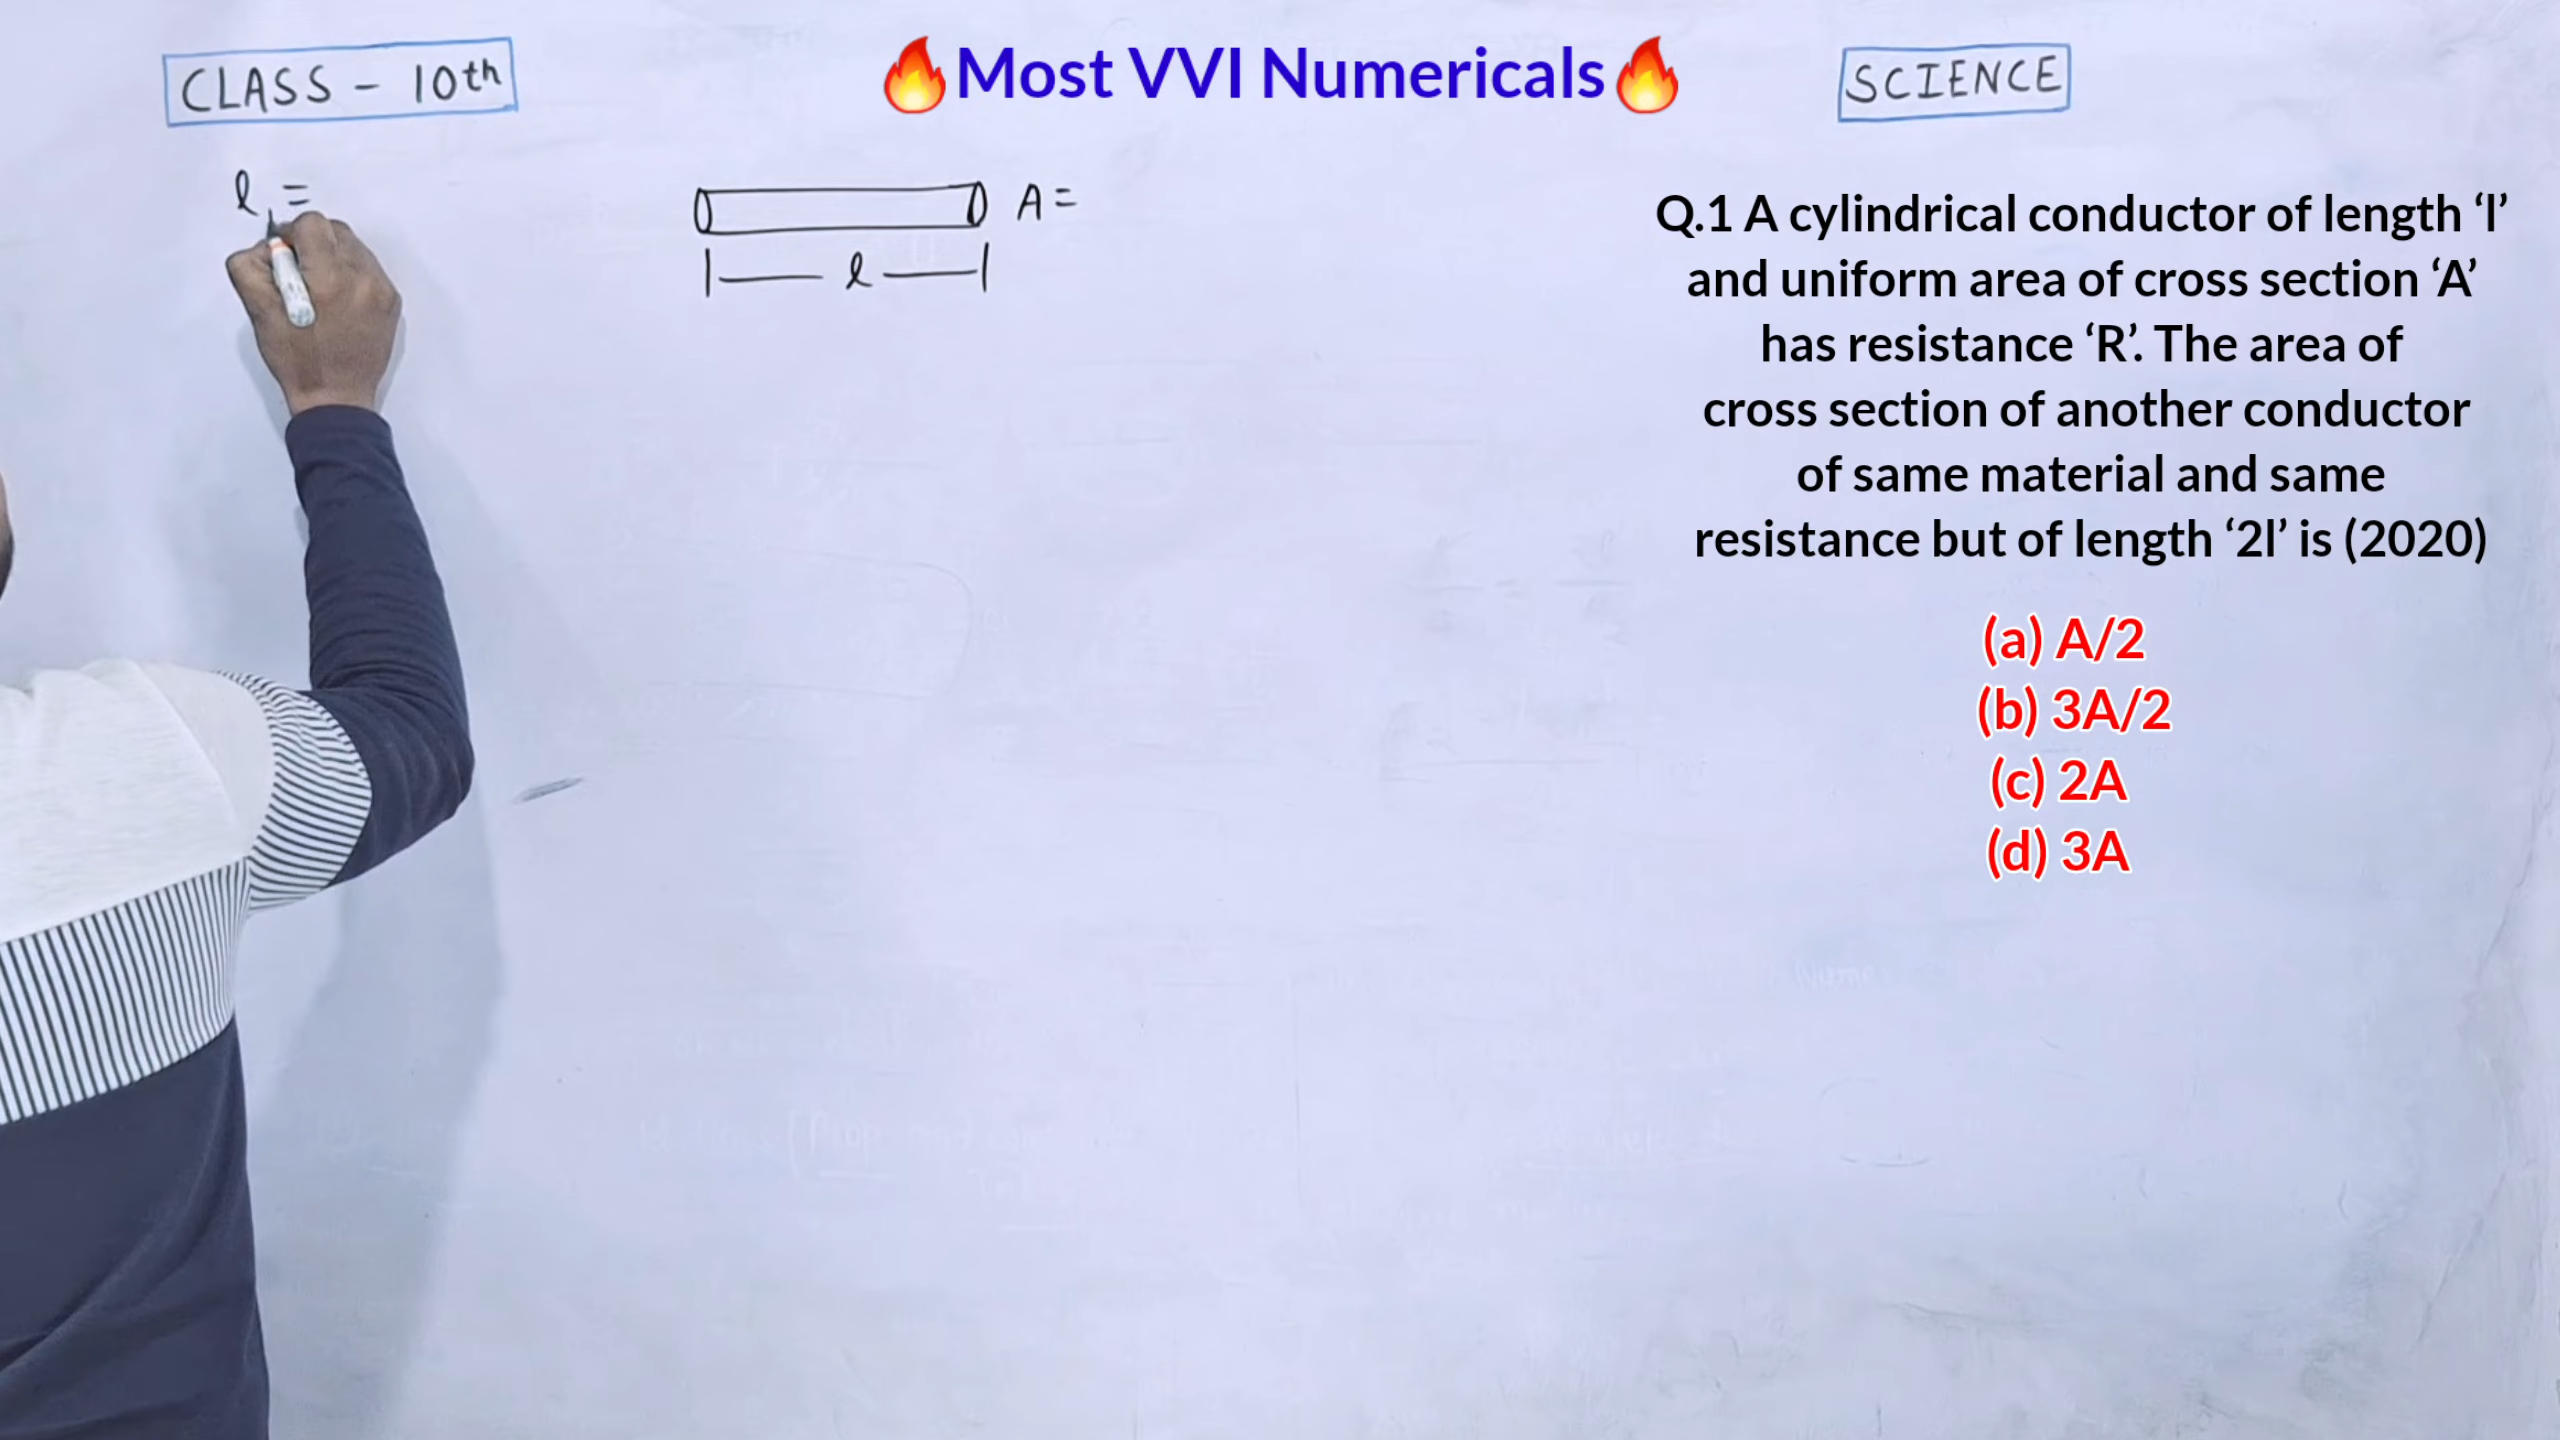 CLASS - 10th
🔥Most VVI Numericals🔥
SCIENCE
l₁ =
A =
l
Q.1 A cylindrical conductor of length ‘l’
and uniform area of cross section ‘A’
has resistance ‘R’. The area of
cross section of another conductor
of same material and same
resistance but of length ‘2l’ is (2020)
(a) A/2
(b) 3A/2
(c) 2A
(d) 3A